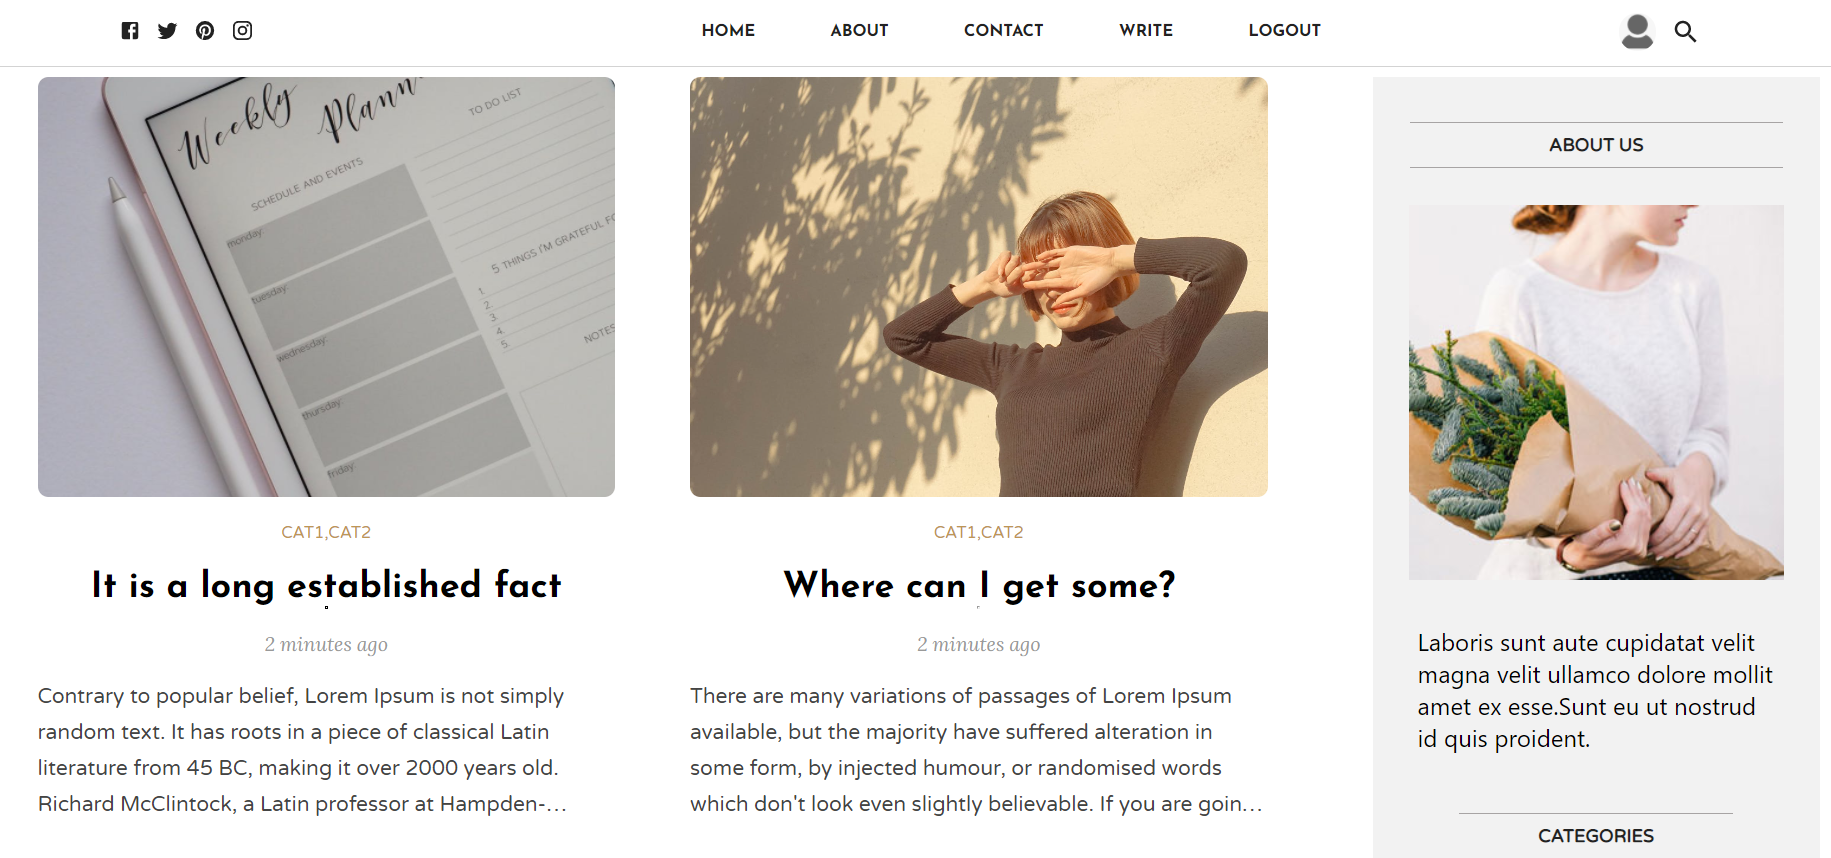 HOME ABOUT CONTACT WRITE LOGOUT
Weekly Plann
TO DO LIST
SCHEDULE AND EVENTS
monday:
tuesday:
wednesday:
thursday:
friday:
5 THINGS I'M GRATEFUL FO
1.
2.
3.
4.
5.
NOTES
CAT1,CAT2
It is a long established fact
2 minutes ago
Contrary to popular belief, Lorem Ipsum is not simply
random text. It has roots in a piece of classical Latin
literature from 45 BC, making it over 2000 years old.
Richard McClintock, a Latin professor at Hampden-…
CAT1,CAT2
Where can I get some?
2 minutes ago
There are many variations of passages of Lorem Ipsum
available, but the majority have suffered alteration in
some form, by injected humour, or randomised words
which don't look even slightly believable. If you are goin…
ABOUT US
Laboris sunt aute cupidatat velit
magna velit ullamco dolore mollit
amet ex esse.Sunt eu ut nostrud
id quis proident.
CATEGORIES